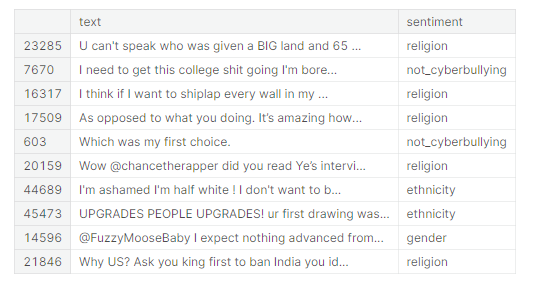 text sentiment
23285 U can't speak who was given a BIG land and 65 ... religion
7670 I need to get this college shit going I'm bore... not_cyberbullying
16317 I think if I want to shiplap every wall in my ... religion
17509 As opposed to what you doing. It’s amazing how... religion
603 Which was my first choice. not_cyberbullying
20159 Wow @chancetherapper did you read Ye’s intervi... religion
44689 I'm ashamed I'm half white ! I don't want to b... ethnicity
45473 UPGRADES PEOPLE UPGRADES! ur first drawing was... ethnicity
14596 @FuzzyMooseBaby I expect nothing advanced from... gender
21846 Why US? Ask you king first to ban India you id... religion